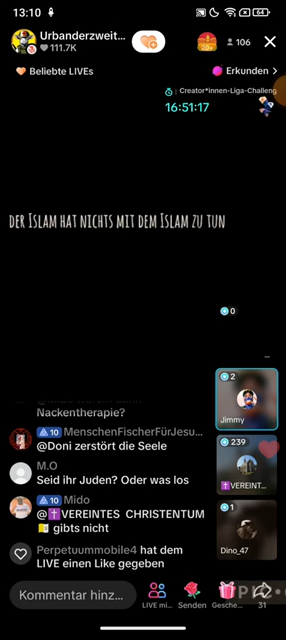 13:10
64
Urbanderzweit...
111.7K
106
Beliebte LIVEs
Erkunden >
Creator*innen-Liga-Challeng
16:51:17
DER ISLAM HAT NICHTS MIT DEM ISLAM ZU TUN
0
...
Nackentherapie?
2
Jimmy
10 MenschenFischerFürJesu...
@Doni zerstört die Seele
M.O
Seid ihr Juden? Oder was los
239
✝️VEREINT...
10 Mido
@✝️VEREINTES CHRISTENTUM
gibts nicht
1
Dino_47
Perpetuummobile4 hat dem
LIVE einen Like gegeben
Kommentar hinz...
LIVE mi...
Senden
Gesche...
31